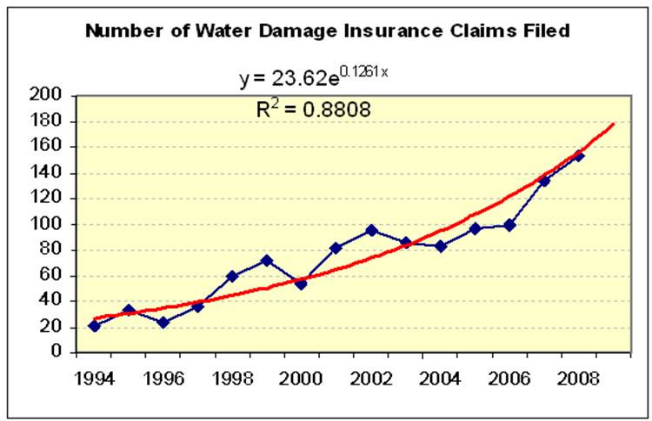 Number of Water Damage Insurance Claims Filed
y = 23.62e^0.1261x
R² = 0.8808
200
180
160
140
120
100
80
60
40
20
0
1994 1996 1998 2000 2002 2004 2006 2008